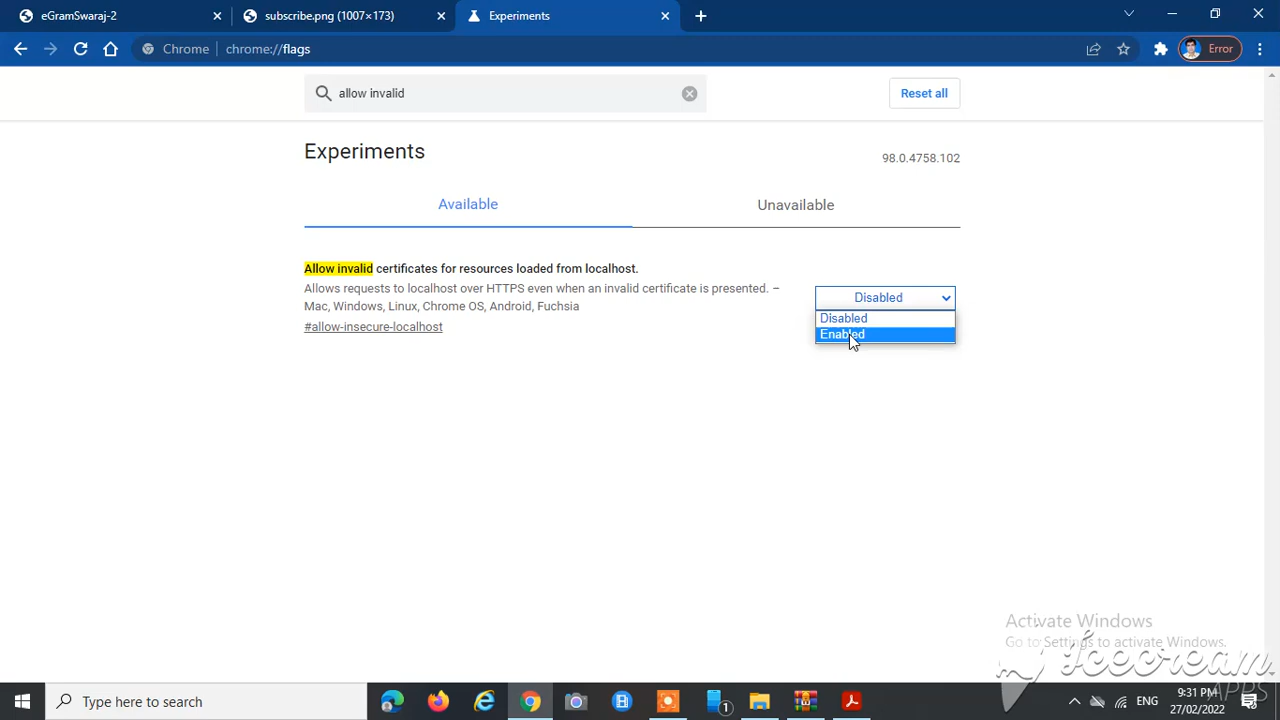 eGramSwaraj-2
subscribe.png (1007×173)
Experiments
Chrome
chrome://flags
Error
allow invalid
Reset all
Experiments
98.0.4758.102
Available
Unavailable
Allow invalid certificates for resources loaded from localhost.
Allows requests to localhost over HTTPS even when an invalid certificate is presented. –
Mac, Windows, Linux, Chrome OS, Android, Fuchsia
#allow-insecure-localhost
Disabled
Disabled
Enabled
Activate Windows
Go to Settings to activate Windows.
Icecream
APPS
Type here to search
1
ENG
9:31 PM
27/02/2022